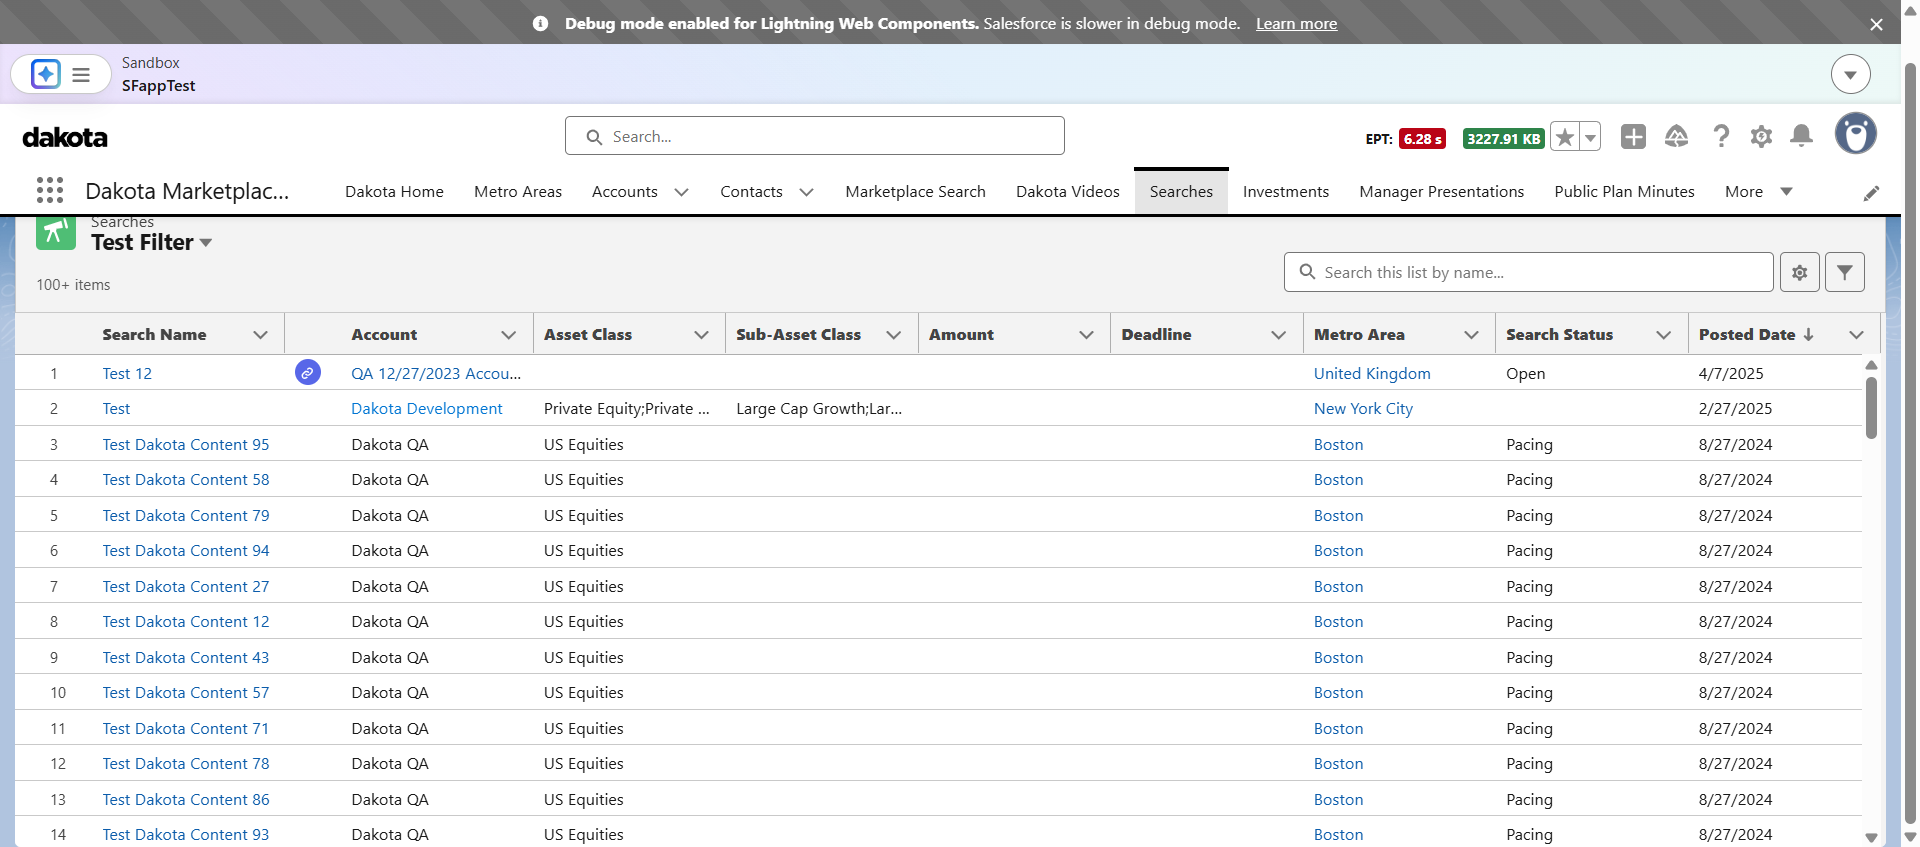 Debug mode enabled for Lightning Web Components. Salesforce is slower in debug mode. Learn more
Sandbox
SFappTest
dakota
Search...
EPT: 6.28 s 3227.91 KB
Dakota Marketplac... Dakota Home Metro Areas Accounts Contacts Marketplace Search Dakota Videos Searches Investments Manager Presentations Public Plan Minutes More
Searches
Test Filter
100+ items
Search this list by name...
Search Name Account Asset Class Sub-Asset Class Amount Deadline Metro Area Search Status Posted Date
1 Test 12 QA 12/27/2023 Accou... United Kingdom Open 4/7/2025
2 Test Dakota Development Private Equity;Private ... Large Cap Growth;Lar... New York City 2/27/2025
3 Test Dakota Content 95 Dakota QA US Equities Boston Pacing 8/27/2024
4 Test Dakota Content 58 Dakota QA US Equities Boston Pacing 8/27/2024
5 Test Dakota Content 79 Dakota QA US Equities Boston Pacing 8/27/2024
6 Test Dakota Content 94 Dakota QA US Equities Boston Pacing 8/27/2024
7 Test Dakota Content 27 Dakota QA US Equities Boston Pacing 8/27/2024
8 Test Dakota Content 12 Dakota QA US Equities Boston Pacing 8/27/2024
9 Test Dakota Content 43 Dakota QA US Equities Boston Pacing 8/27/2024
10 Test Dakota Content 57 Dakota QA US Equities Boston Pacing 8/27/2024
11 Test Dakota Content 71 Dakota QA US Equities Boston Pacing 8/27/2024
12 Test Dakota Content 78 Dakota QA US Equities Boston Pacing 8/27/2024
13 Test Dakota Content 86 Dakota QA US Equities Boston Pacing 8/27/2024
14 Test Dakota Content 93 Dakota QA US Equities Boston Pacing 8/27/2024